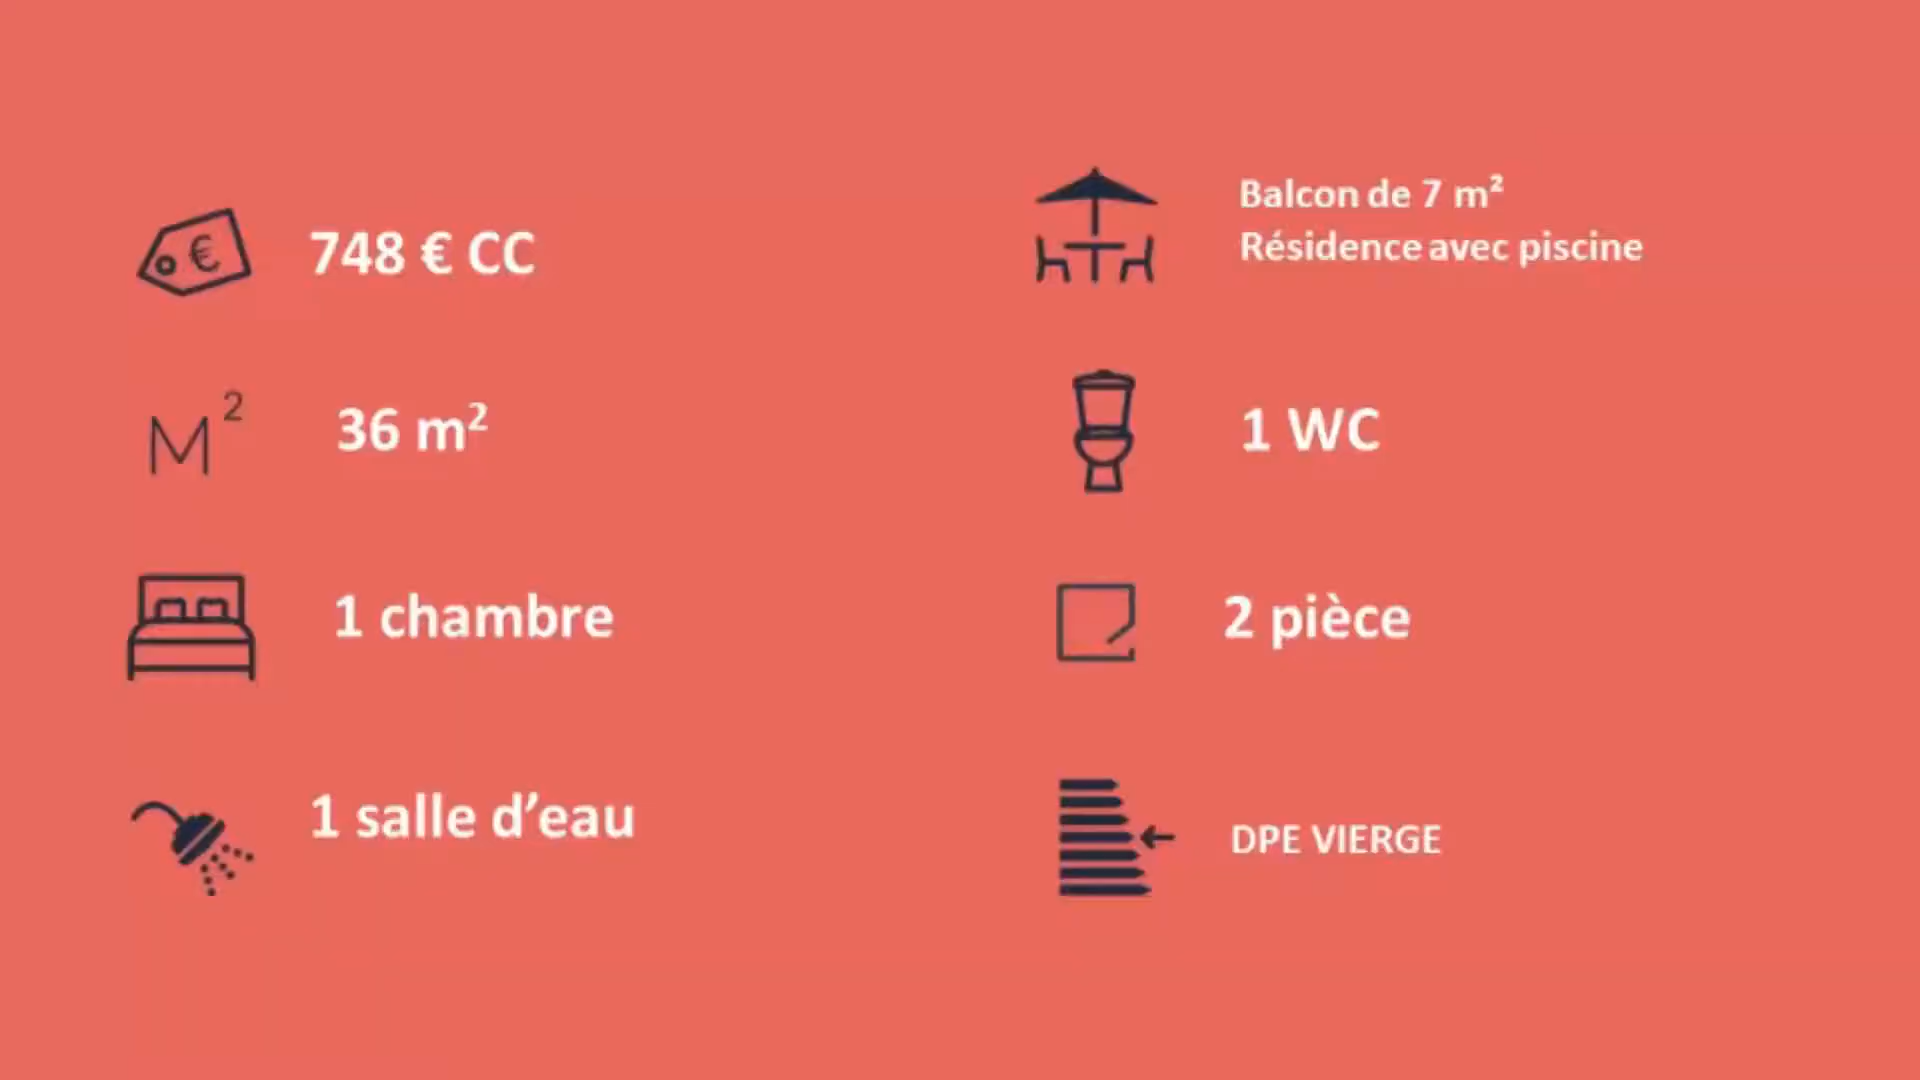 748 € CC
M²
36 m²
1 chambre
1 salle d’eau
Balcon de 7 m²
Résidence avec piscine
1 WC
2 pièce
DPE VIERGE